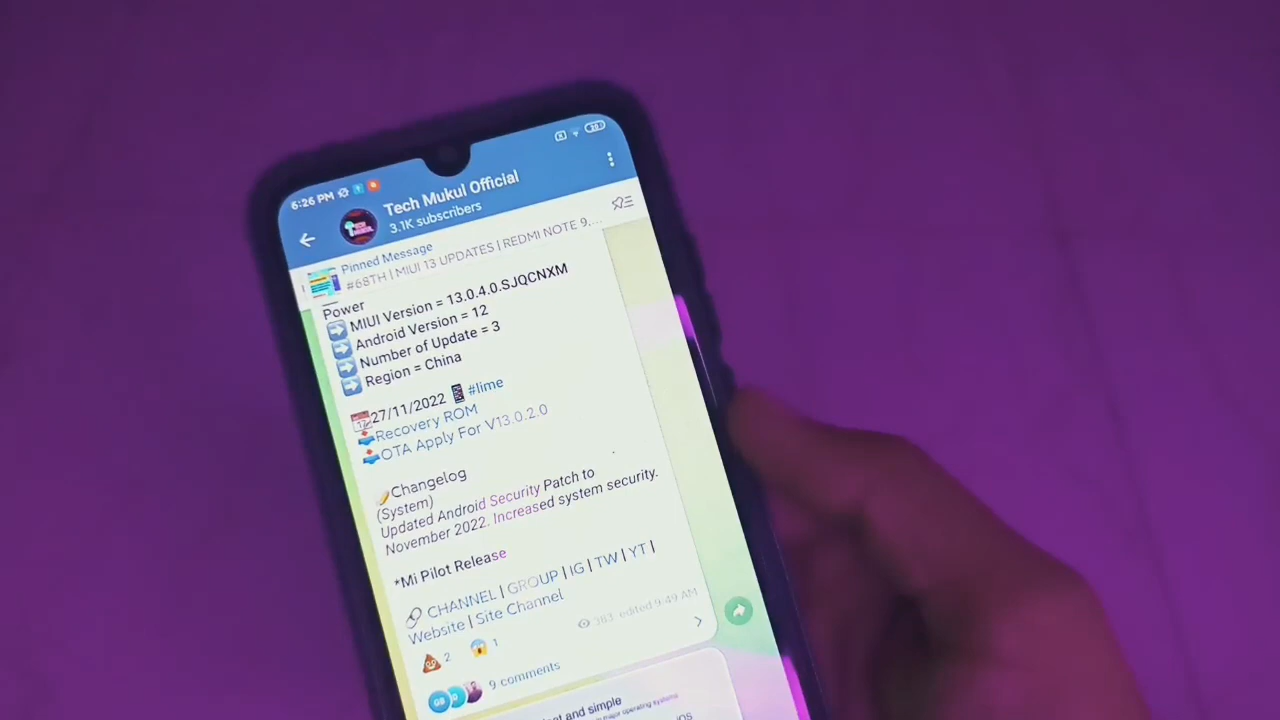 6:26 PM
Tech Mukul Official
3.1K subscribers
Pinned Message
#68TH | MIUI 13 UPDATES | REDMI NOTE 9,...
Power
MIUI Version = 13.0.4.0.SJQCNXM
Android Version = 12
Number of Update = 3
Region = China
27/11/2022 #lime
Recovery ROM
OTA Apply For V13.0.2.0
Changelog
(System)
Updated Android Security Patch to
November 2022. Increased system security.
*Mi Pilot Release
CHANNEL | GROUP | IG | TW | YT |
Website | Site Channel
383 edited 9:49 AM
2 1
9 comments
and simple
major operating systems